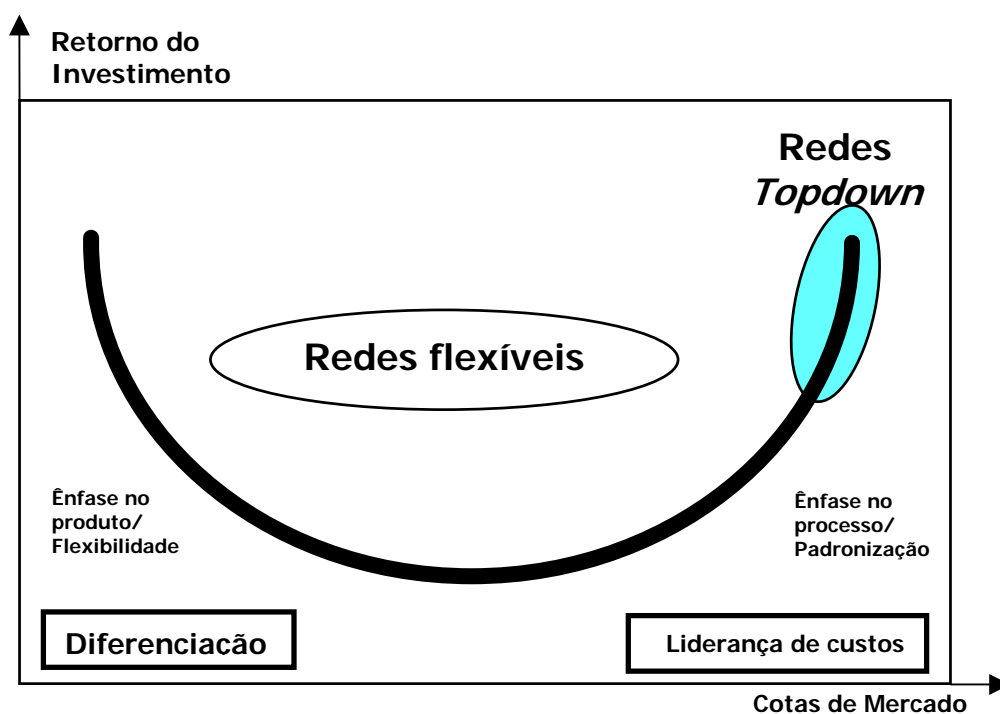 Retorno do
Investimento
Redes
Topdown
Redes flexíveis
Ênfase no
produto/
Flexibilidade
Ênfase no
processo/
Padronização
Diferenciacão
Liderança de custos
Cotas de Mercado